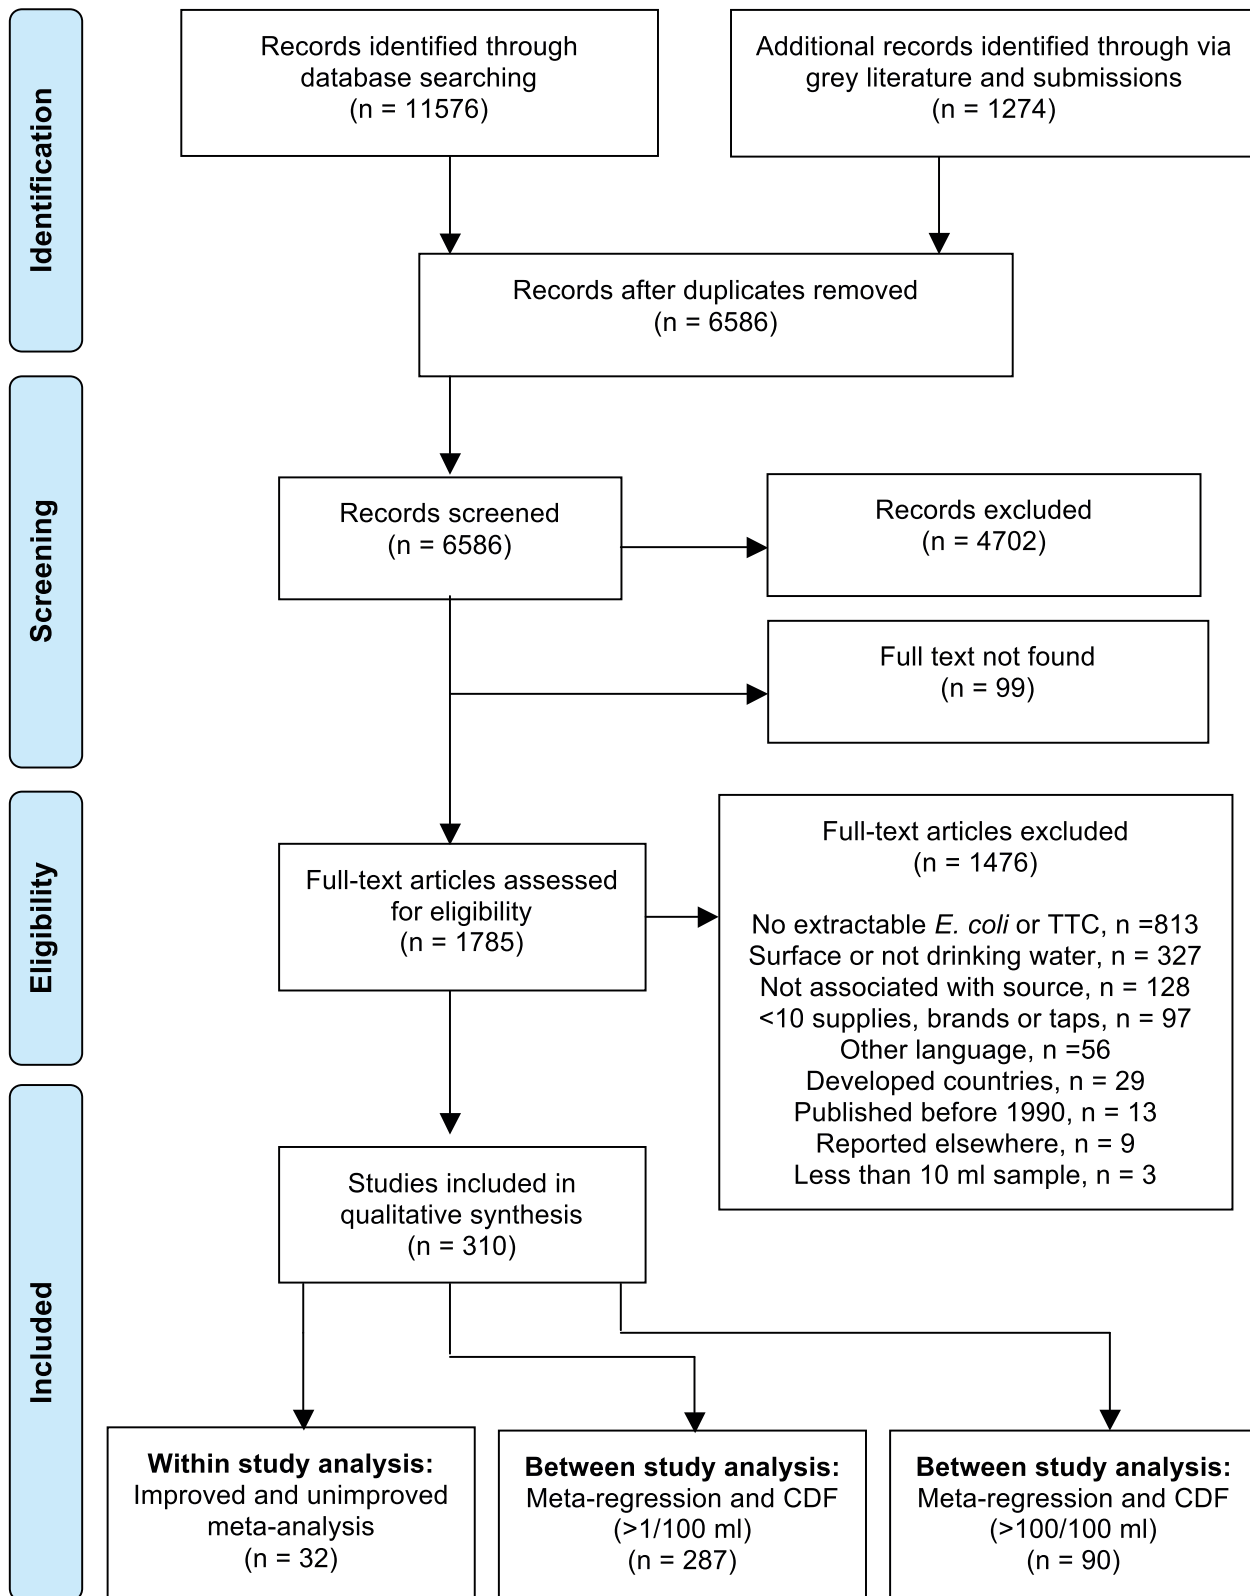 Identification
Records identified through
database searching
(n = 11576)
Additional records identified through via
grey literature and submissions
(n = 1274)
Records after duplicates removed
(n = 6586)
Screening
Records screened
(n = 6586)
Records excluded
(n = 4702)
Full text not found
(n = 99)
Eligibility
Full-text articles assessed
for eligibility
(n = 1785)
Full-text articles excluded
(n = 1476)
No extractable E. coli or TTC, n =813
Surface or not drinking water, n = 327
Not associated with source, n = 128
<10 supplies, brands or taps, n = 97
Other language, n =56
Developed countries, n = 29
Published before 1990, n = 13
Reported elsewhere, n = 9
Less than 10 ml sample, n = 3
Included
Studies included in
qualitative synthesis
(n = 310)
Within study analysis:
Improved and unimproved
meta-analysis
(n = 32)
Between study analysis:
Meta-regression and CDF
(>1/100 ml)
(n = 287)
Between study analysis:
Meta-regression and CDF
(>100/100 ml)
(n = 90)